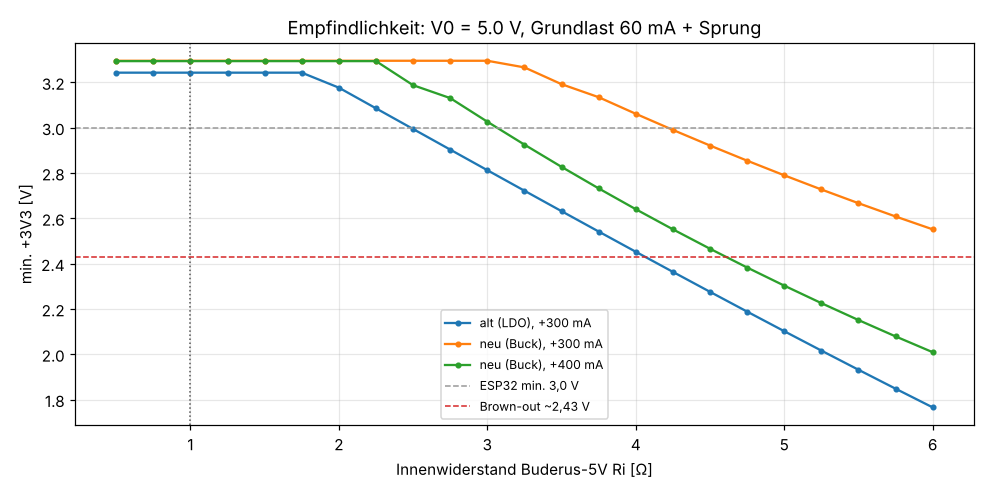 Empfindlichkeit: V0 = 5.0 V, Grundlast 60 mA + Sprung
min. +3V3 [V]
3.2
3.0
2.8
2.6
2.4
2.2
2.0
1.8
alt (LDO), +300 mA
neu (Buck), +300 mA
neu (Buck), +400 mA
ESP32 min. 3,0 V
Brown-out ~2,43 V
1 2 3 4 5 6
Innenwiderstand Buderus-5V Ri [Ω]